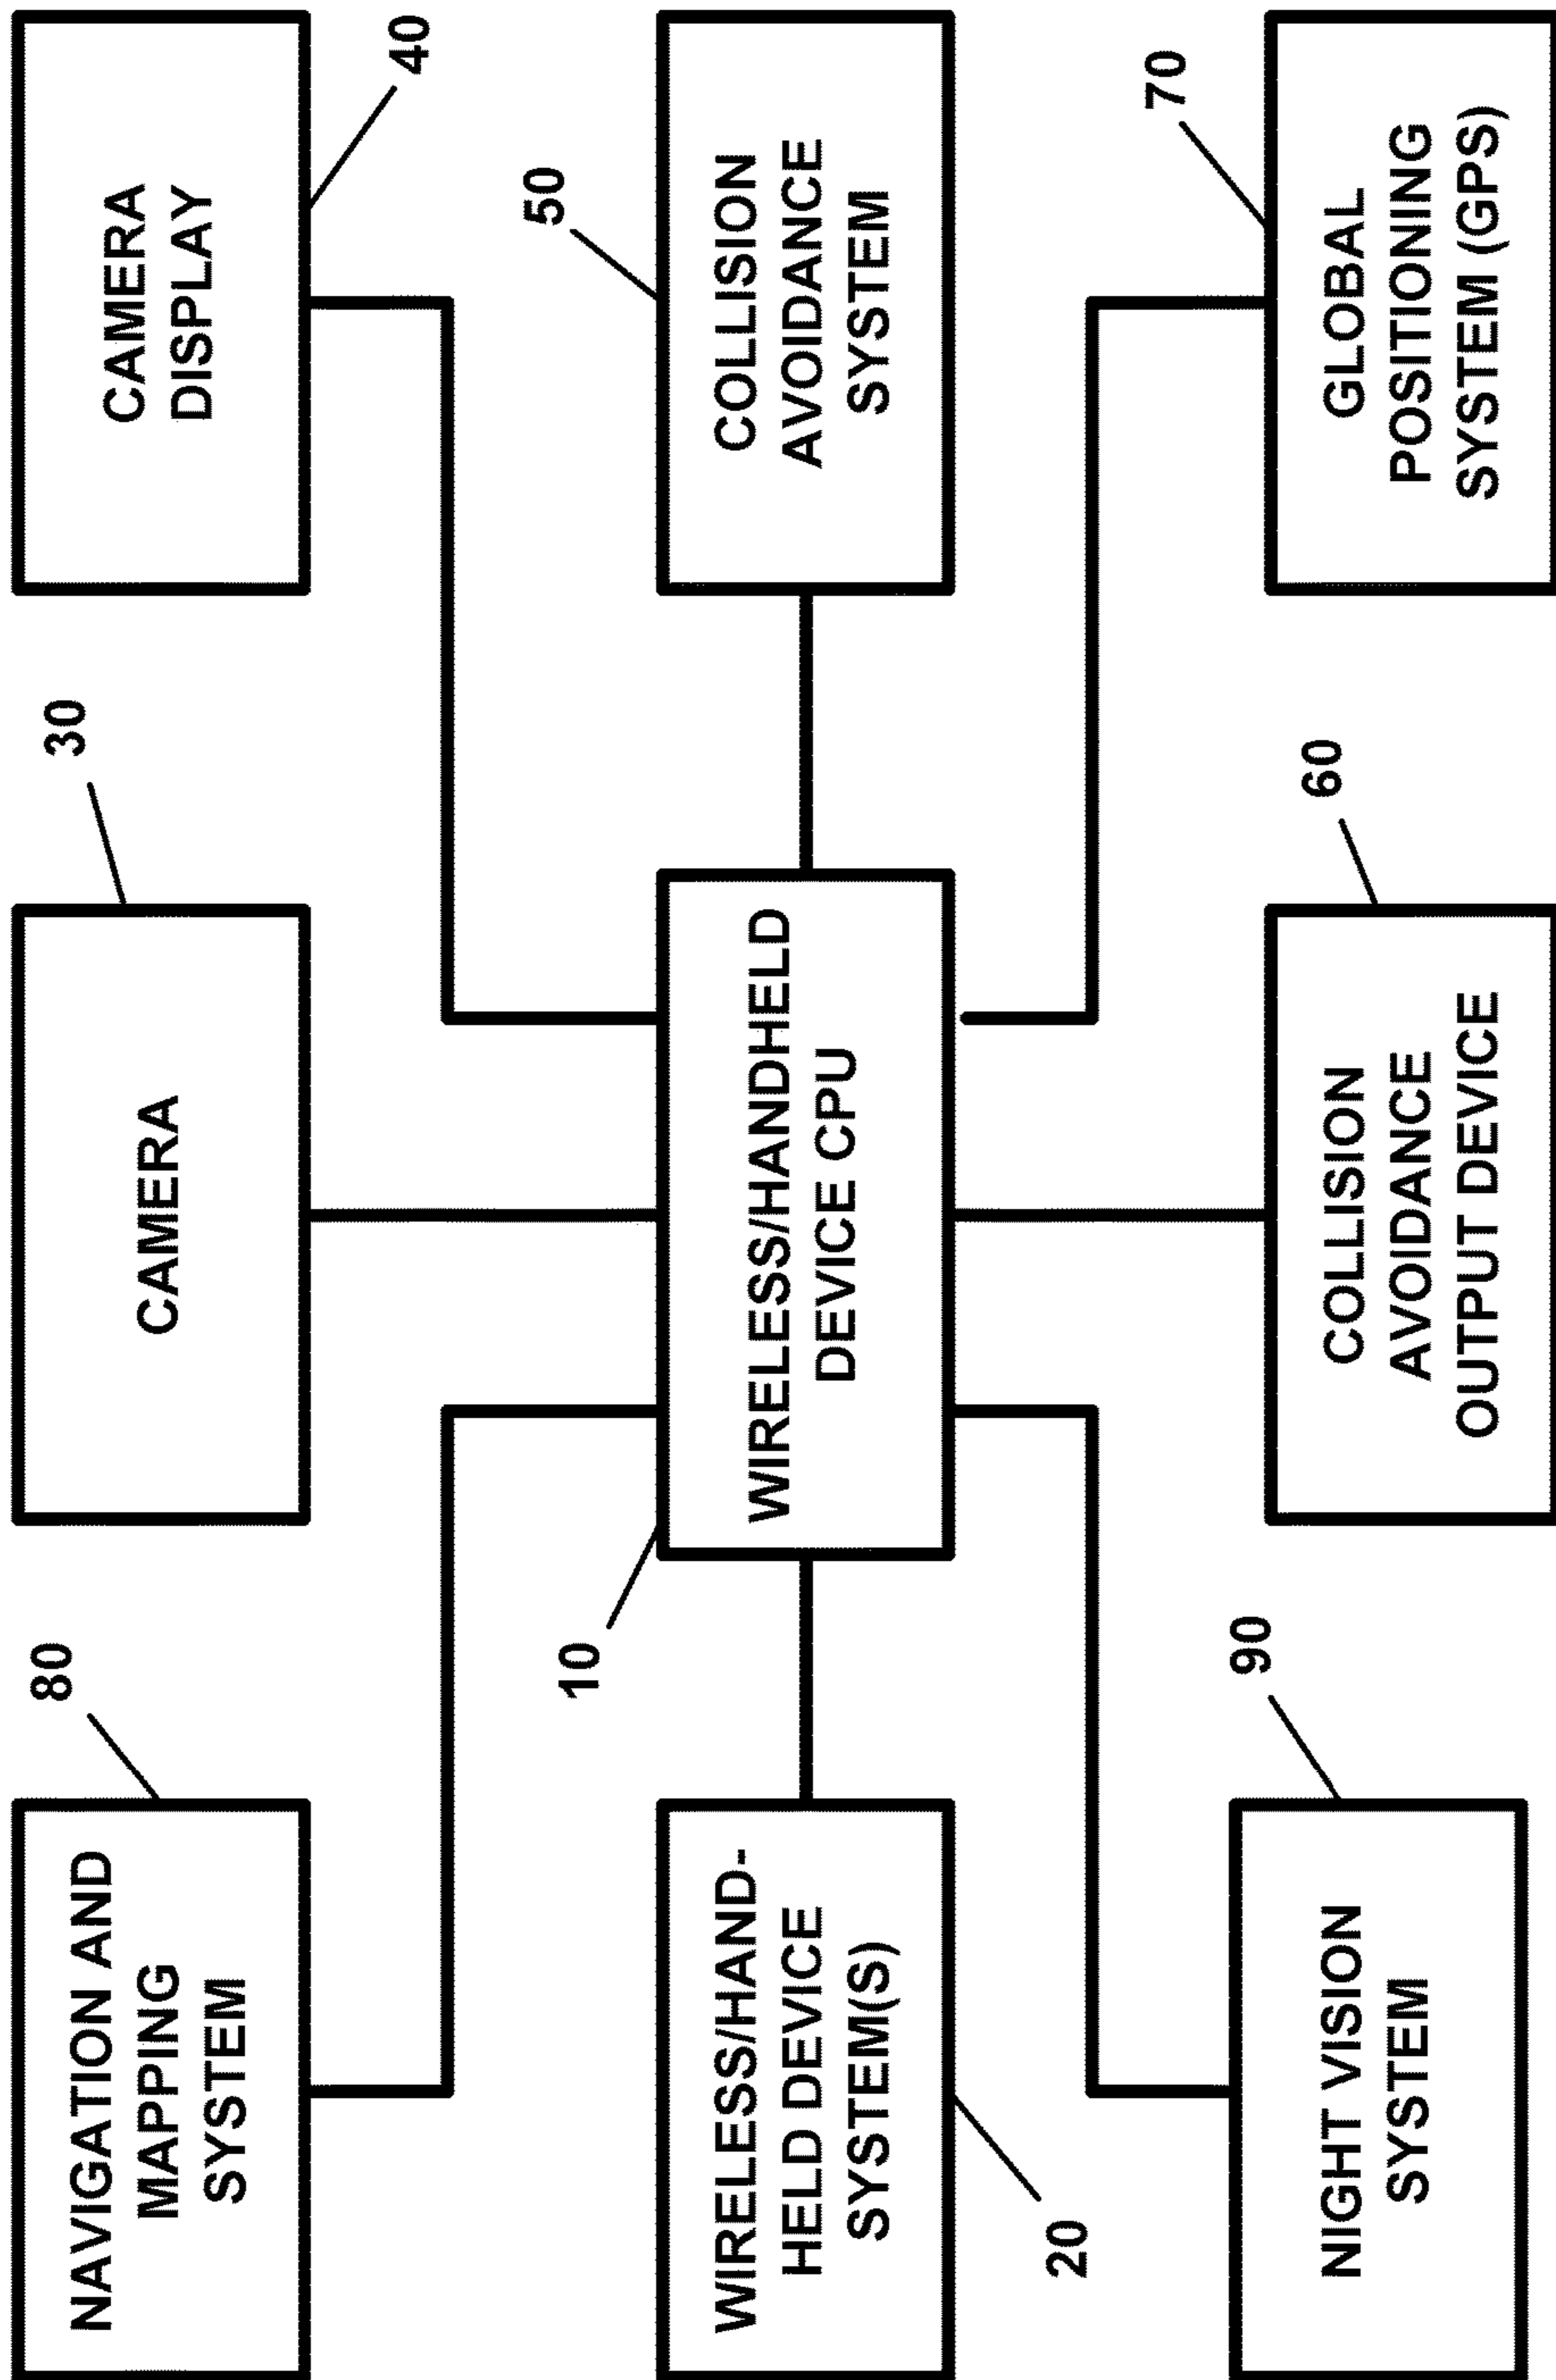 80
30
40
NAVIGATION AND
MAPPING
SYSTEM
CAMERA
CAMERA
DISPLAY
10
50
WIRELESS/HAND-
HELD DEVICE
SYSTEM(S)
WIRELESS/HANDHELD
DEVICE CPU
COLLISION
AVOIDANCE
SYSTEM
20
90
60
70
NIGHT VISION
SYSTEM
COLLISION
AVOIDANCE
OUTPUT DEVICE
GLOBAL
POSITIONING
SYSTEM (GPS)